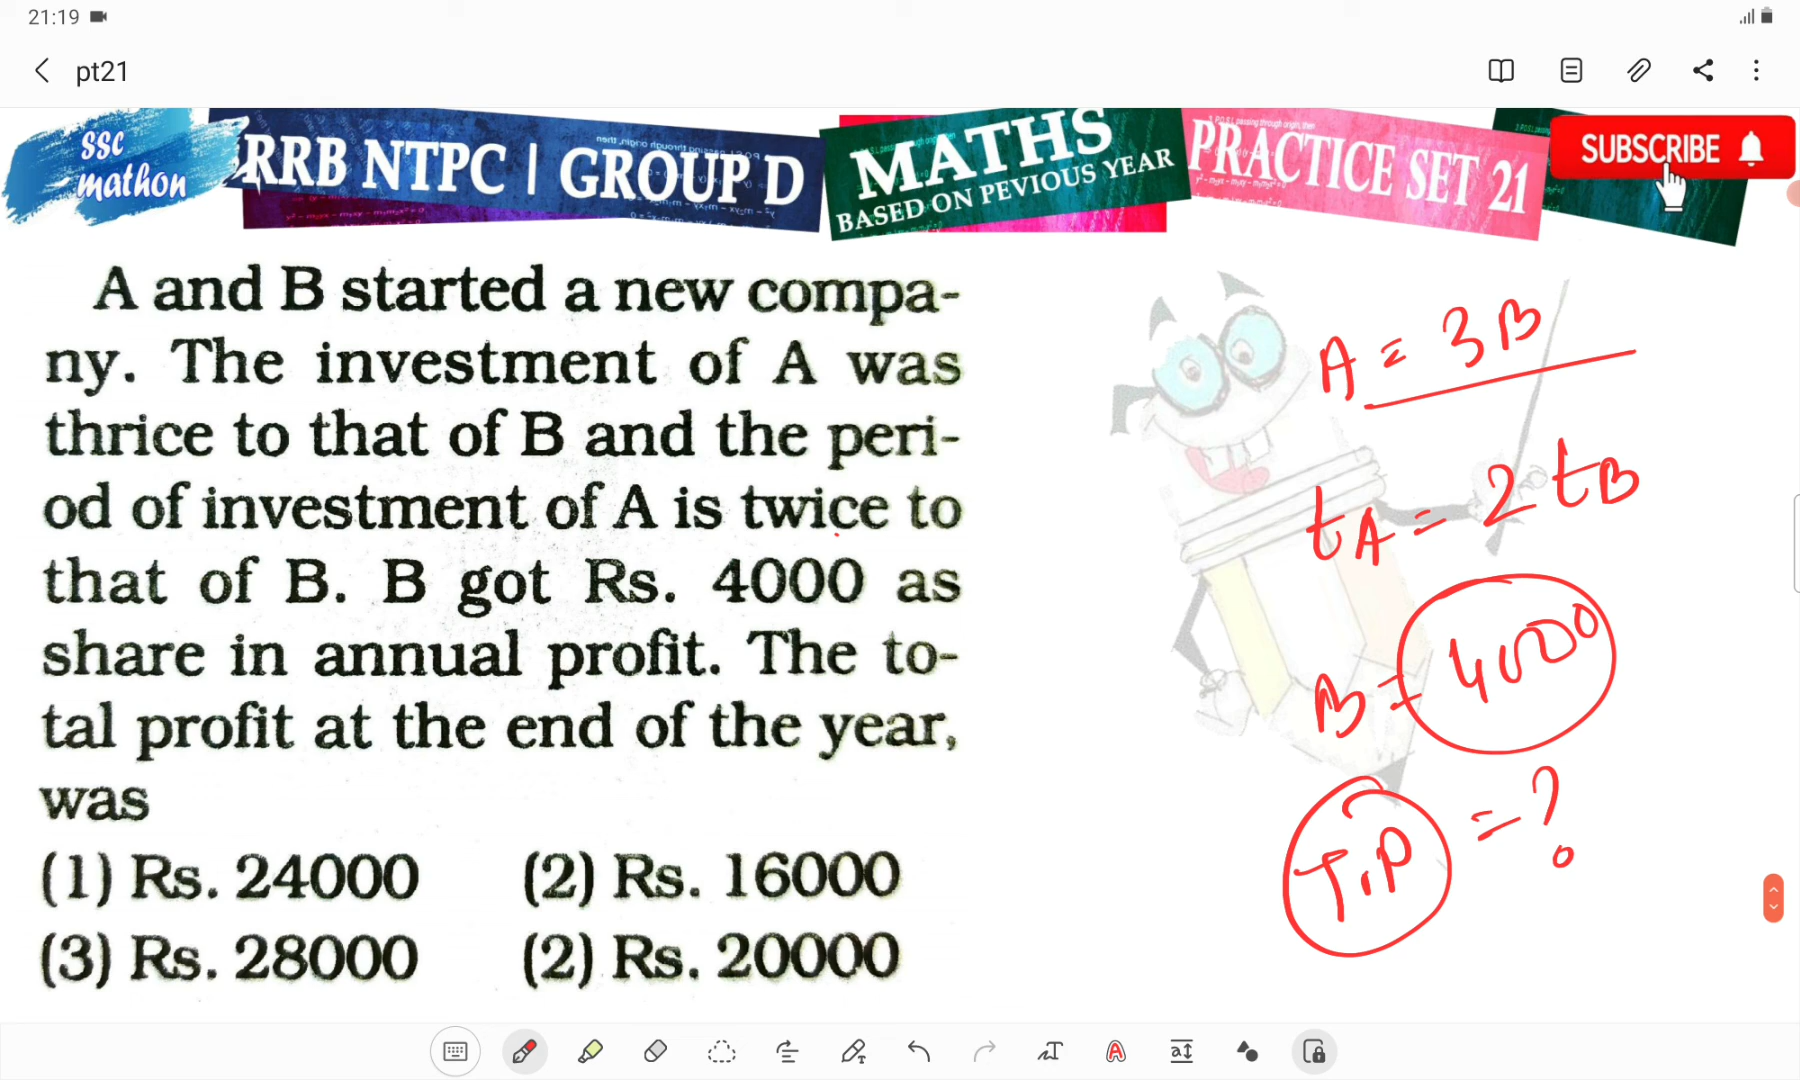 21:19
pt21
SSC
mathon
RRB NTPC | GROUP D
MATHS
BASED ON PEVIOUS YEAR
PRACTICE SET 21
SUBSCRIBE
A and B started a new compa-
ny. The investment of A was
thrice to that of B and the peri-
od of investment of A is twice to
that of B. B got Rs. 4000 as
share in annual profit. The to-
tal profit at the end of the year,
was
(1) Rs. 24000 (2) Rs. 16000
(3) Rs. 28000 (2) Rs. 20000
A = 3B
tA = 2tB
B = 4000
T.P = ?